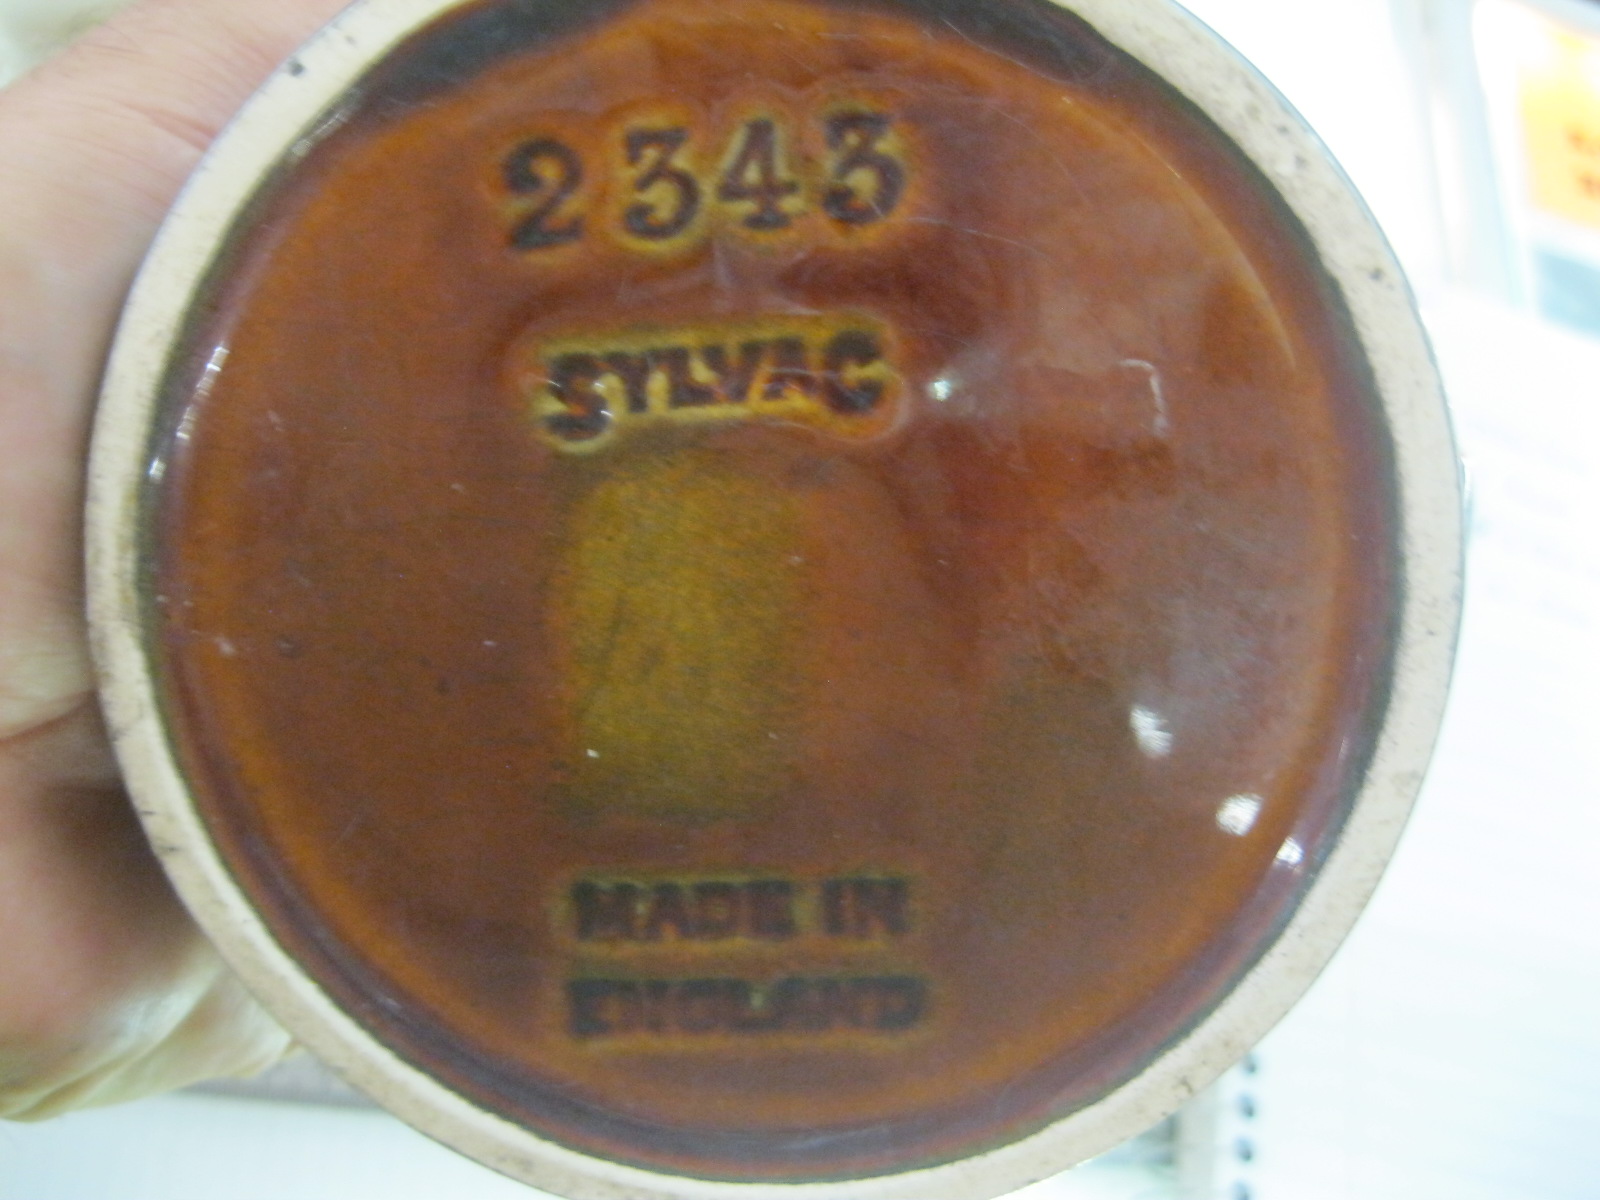 2343
SYLVAC
MADE IN
ENGLAND